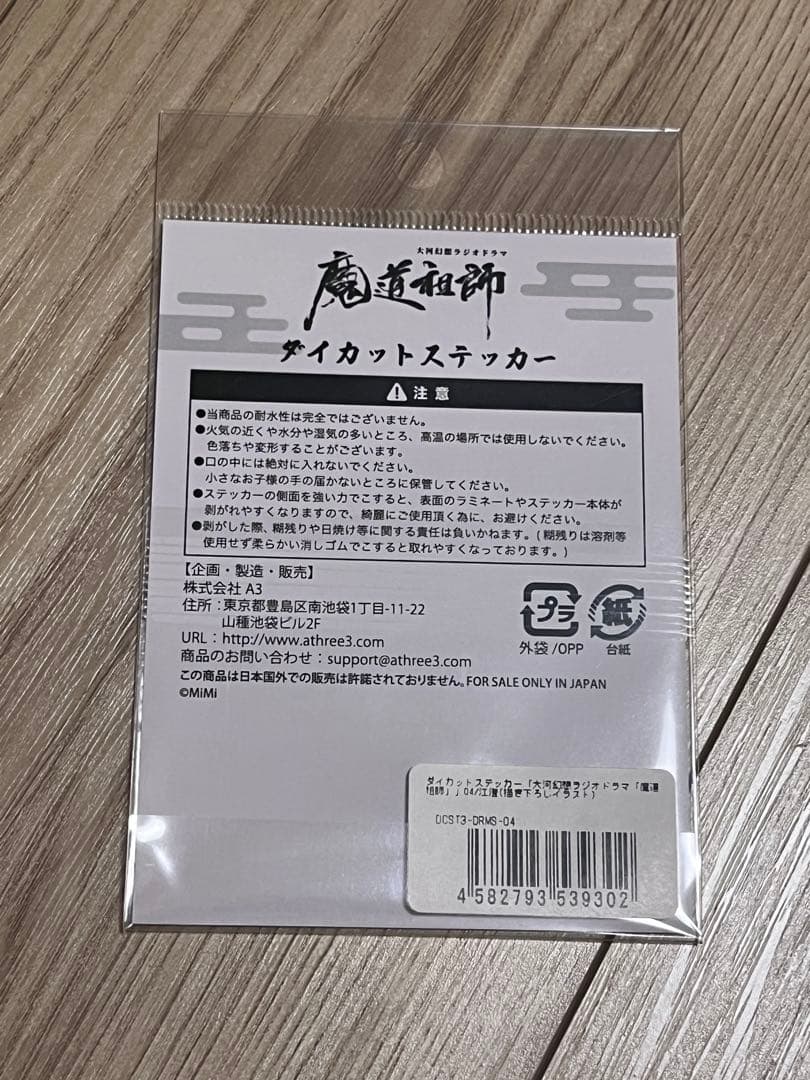 大河幻想ラジオドラマ
魔道祖師
ダイカットステッカー
注意
●当商品の耐水性は完全ではございません。
●火気の近くや水分や湿気の多いところ、高温の場所では使用しないでください。
色落ちや変形することがございます。
●口の中には絶対に入れないでください。
小さなお子様の手の届かないところに保管してください。
●ステッカーの側面を強い力でこすると、表面のラミネートやステッカー本体が
剥がれやすくなりますので、綺麗にご使用頂く為に、お避けください。
●剥がした際、糊残りや日焼け等に関する責任は負いかねます。(糊残りは溶剤等
使用せず柔らかい消しゴムでこすると取れやすくなっております。)
【企画・製造・販売】
株式会社 A3
住所：東京都豊島区南池袋1丁目-11-22
山種池袋ビル2F
URL：http://www.athree3.com
商品のお問い合わせ：support@athree3.com
この商品は日本国外での販売は許諾されておりません。FOR SALE ONLY IN JAPAN
©MiMi
プラ
外袋/OPP
紙
台紙
ダイカットステッカー「大河幻想ラジオドラマ「魔道
祖師」」04/江澄(描き下ろしイラスト)
DCST3-DRMS-04
4 582793 539302